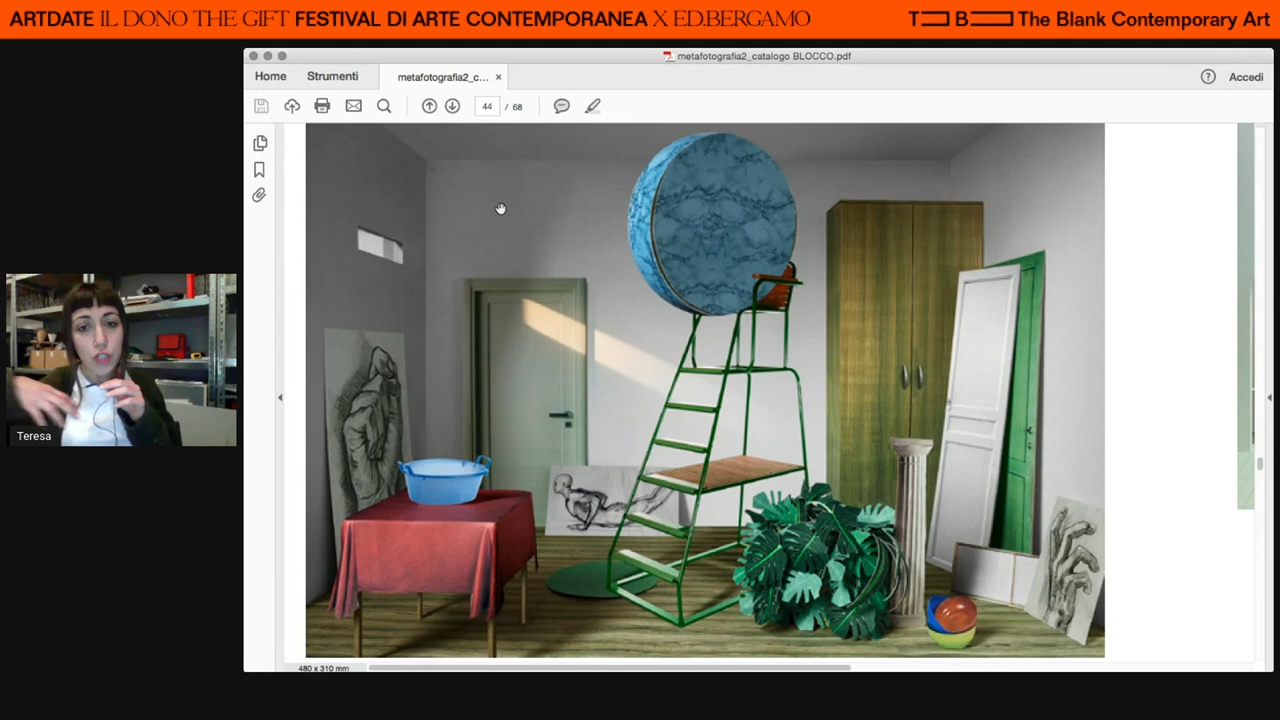 ARTDATE IL DONO THE GIFT FESTIVAL DI ARTE CONTEMPORANEA X ED.BERGAMO
T B The Blank Contemporary Art
metafotografia2_catalogo BLOCCO.pdf
Home Strumenti metafotografia2_c... × ? Accedi
44 / 68
Teresa
480 x 310 mm